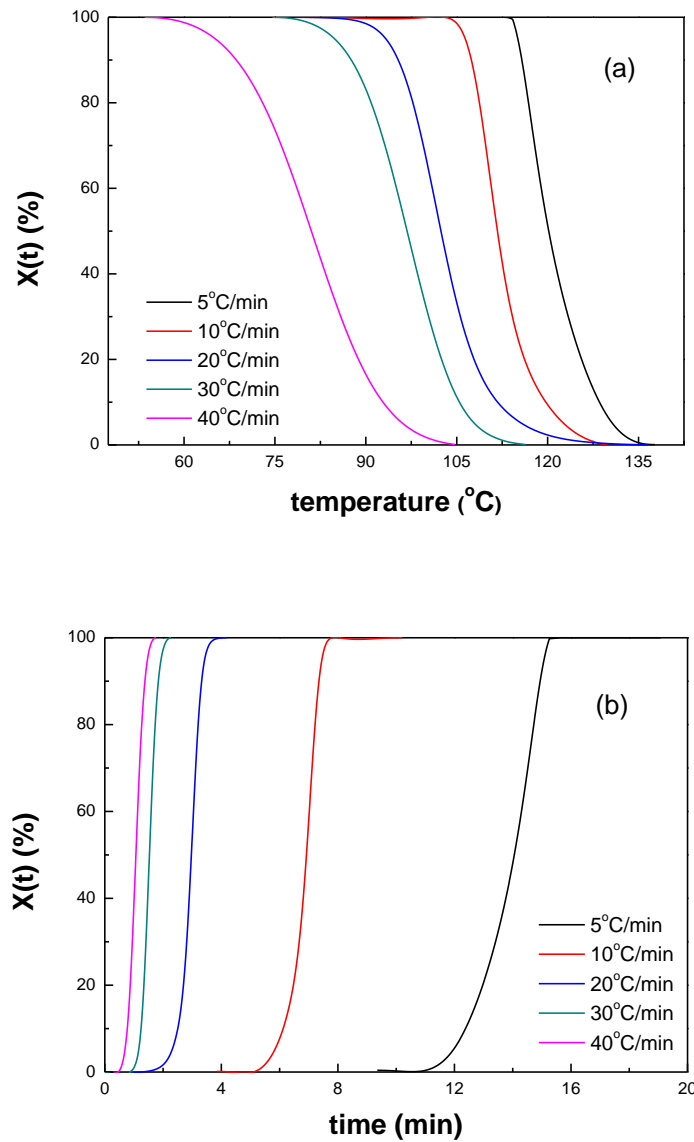 100
80
60
40
20
0
X(t) (%)
(a)
5°C/min
10°C/min
20°C/min
30°C/min
40°C/min
60 75 90 105 120 135
temperature (°C)
100
80
60
40
20
0
X(t) (%)
(b)
5°C/min
10°C/min
20°C/min
30°C/min
40°C/min
0 4 8 12 16 20
time (min)